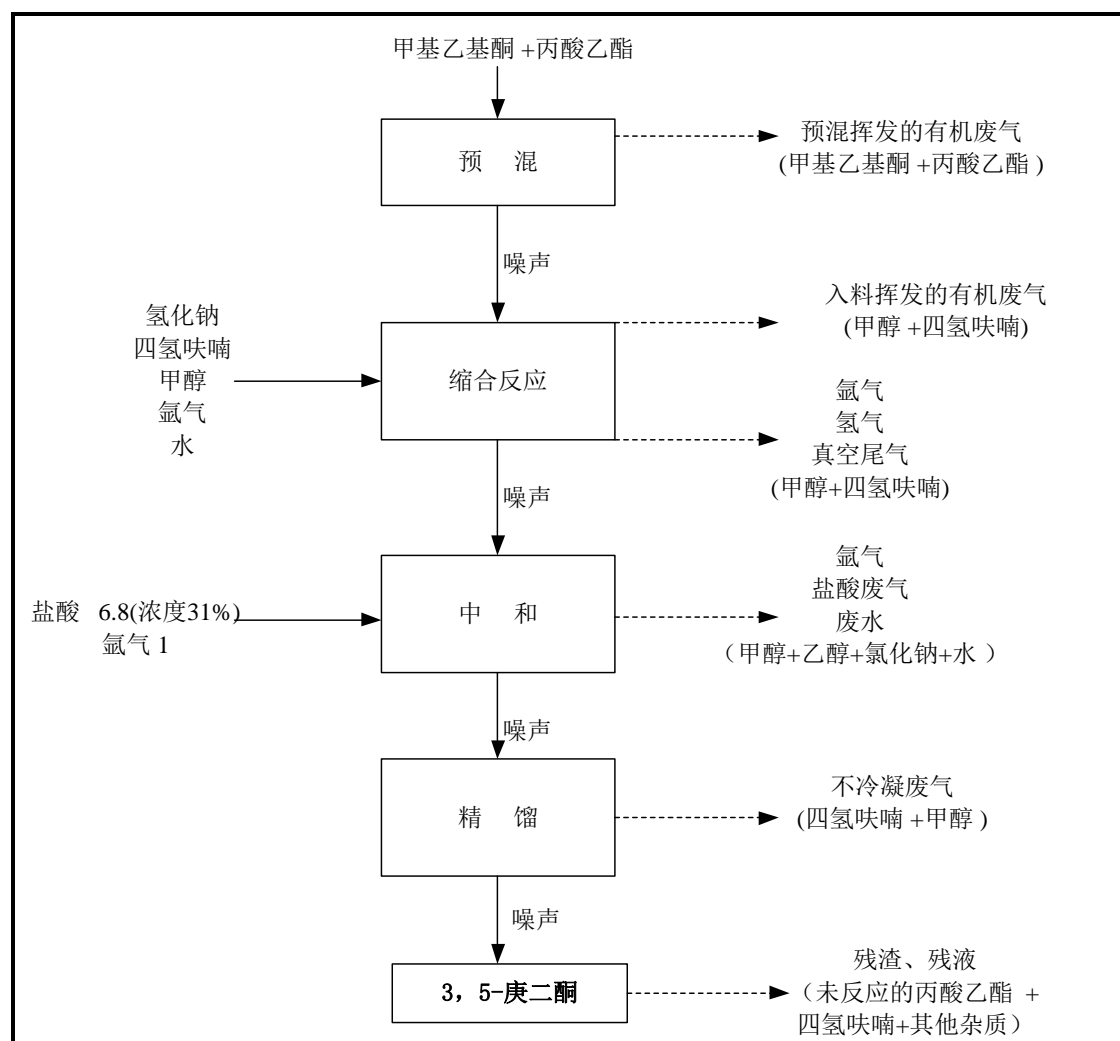 甲基乙基酮 +丙酸乙酯
预 混
预混挥发的有机废气
(甲基乙基酮 +丙酸乙酯 )
噪声
氢化钠
四氢呋喃
甲醇
氩气
水
缩合反应
入料挥发的有机废气
(甲醇 +四氢呋喃)
氩气
氢气
真空尾气
(甲醇+四氢呋喃)
噪声
盐酸 6.8(浓度31%)
氩气 1
中 和
氩气
盐酸废气
废水
（甲醇+乙醇+氯化钠+水 ）
噪声
精 馏
不冷凝废气
(四氢呋喃 +甲醇 )
噪声
3，5-庚二酮
残渣、残液
（未反应的丙酸乙酯 +
四氢呋喃+其他杂质）